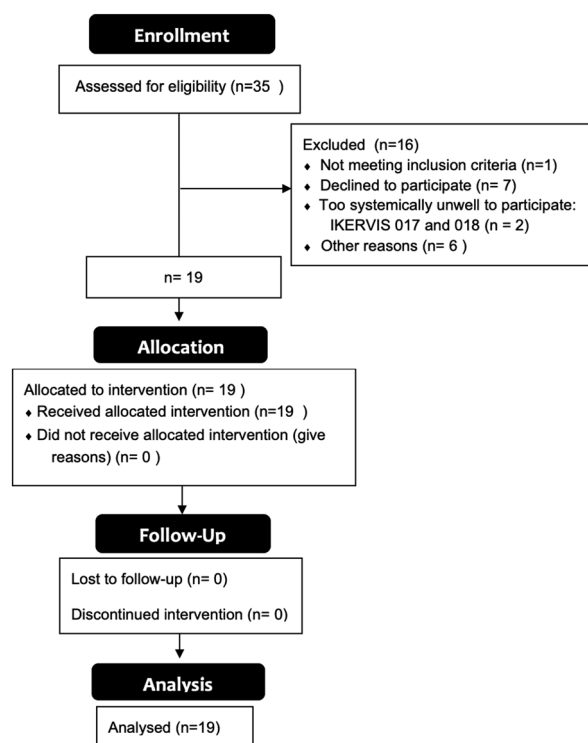 Enrollment
Assessed for eligibility (n=35  )
Excluded  (n=16)
♦ Not meeting inclusion criteria (n=1)
♦ Declined to participate (n= 7)
♦ Too systemically unwell to participate:
IKERVIS 017 and 018 (n = 2)
♦ Other reasons (n= 6 )
n= 19
Allocation
Allocated to intervention (n= 19 )
♦ Received allocated intervention (n=19  )
♦ Did not receive allocated intervention (give
reasons) (n= 0 )
Follow-Up
Lost to follow-up (n= 0)
Discontinued intervention (n= 0)
Analysis
Analysed (n=19)